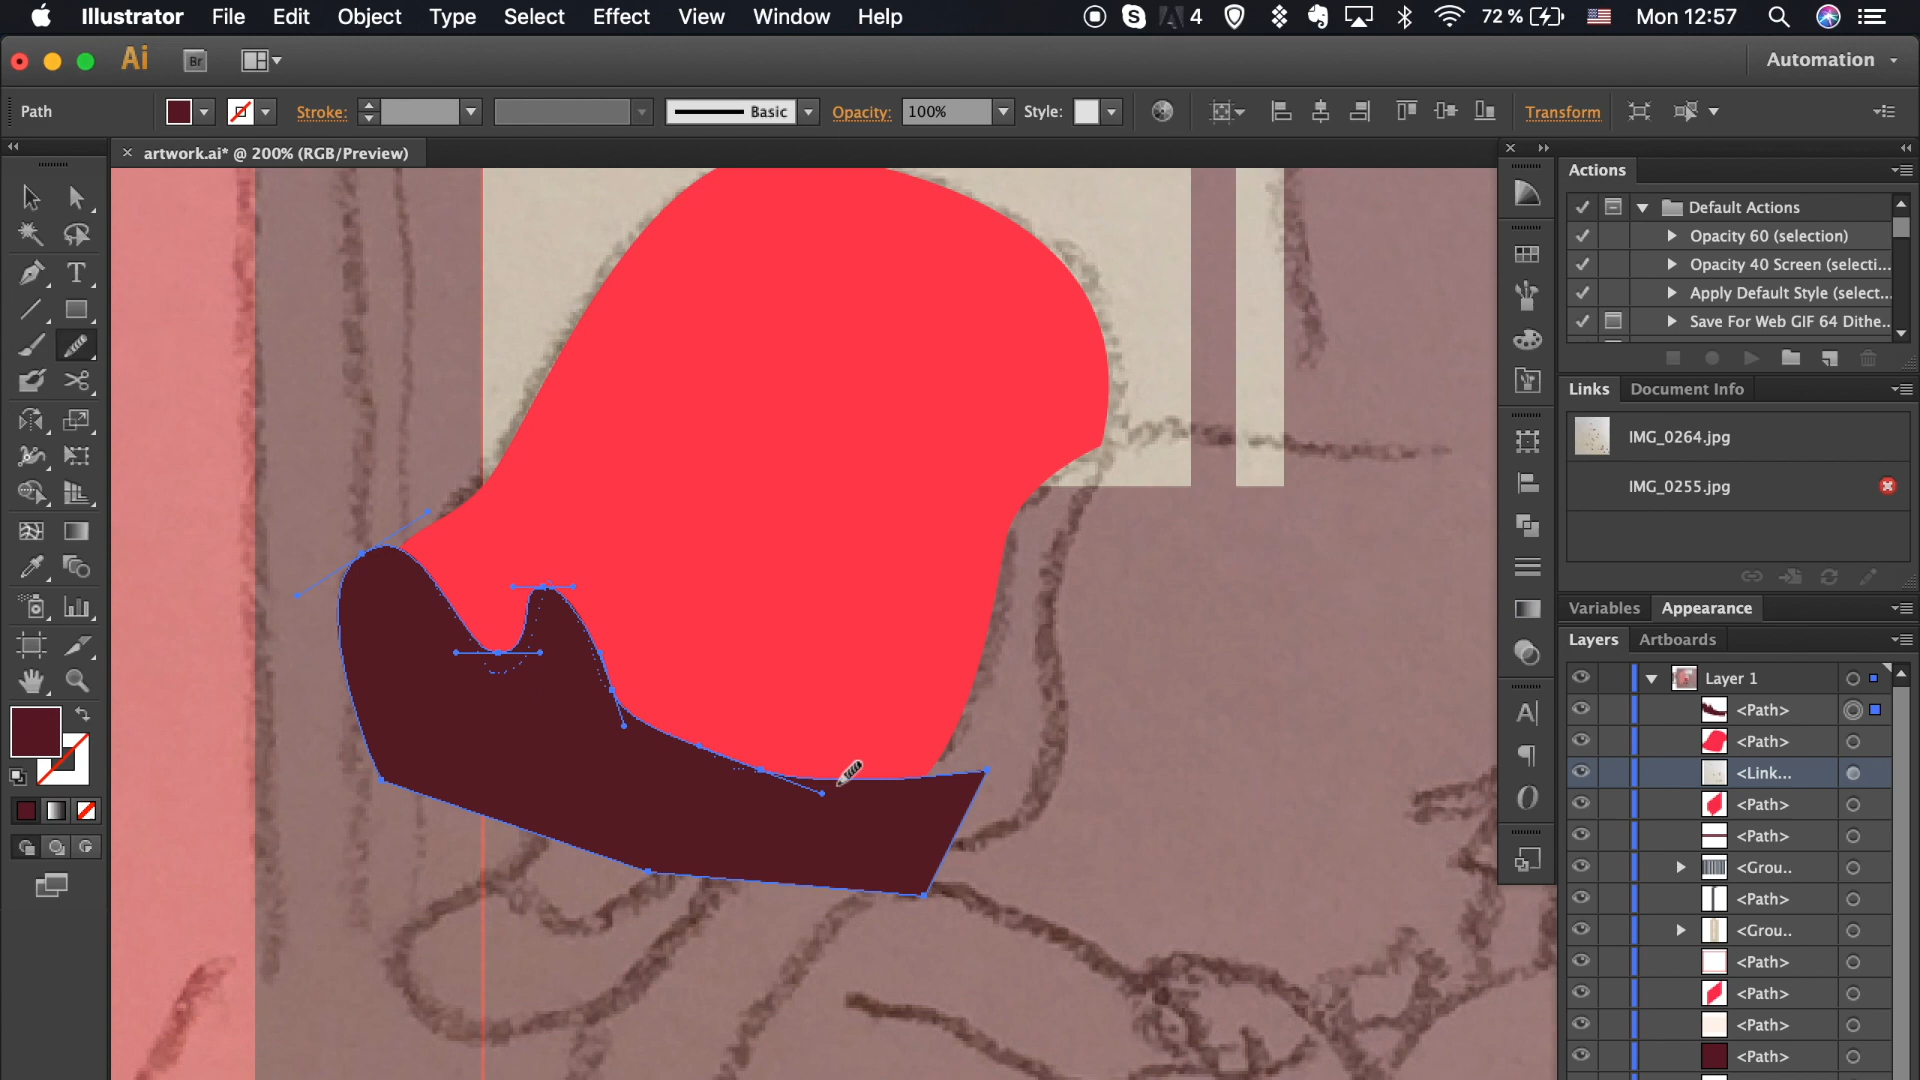 Illustrator File Edit Object Type Select Effect View Window Help 4 72 % Mon 12:57
Ai Br Automation
Path Stroke: Basic Opacity: 100% Style: Transform
× artwork.ai* @ 200% (RGB/Preview)
Actions
Default Actions
Opacity 60 (selection)
Opacity 40 Screen (selecti...
Apply Default Style (select...
Save For Web GIF 64 Dithe...
Links Document Info
IMG_0264.jpg
IMG_0255.jpg
Variables Appearance
Layers Artboards
Layer 1
<Path>
<Path>
<Link...
<Path>
<Path>
<Grou..
<Path>
<Grou..
<Path>
<Path>
<Path>
<Path>